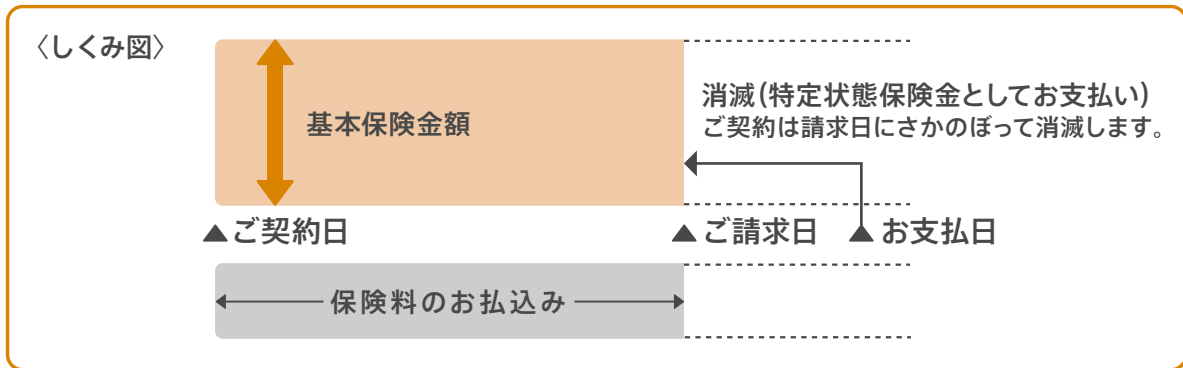 〈しくみ図〉
基本保険金額
消滅(特定状態保険金としてお支払い)
ご契約は請求日にさかのぼって消滅します。
▲ご契約日
▲ご請求日
▲お支払日
保険料のお払込み